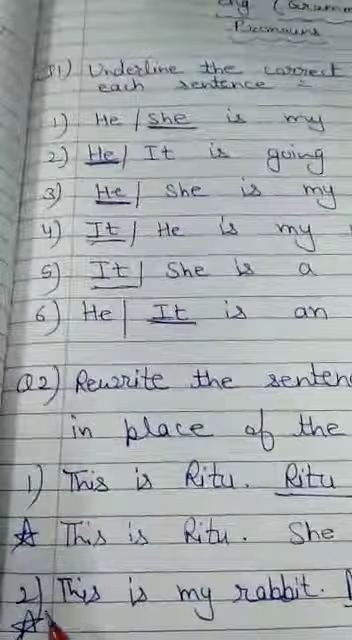 Eng (Gramm
Pronouns
Q1) Underline the correct
each sentence :-
1) He / she is my
2) He / It is going
3) He / She is my
4) It / He is my
5) It / She is a
6) He / It is an
Q2) Rewrite the senten
in place of the
1) This is Ritu. Ritu
☆ This is Ritu. She
2) This is my rabbit.
☆